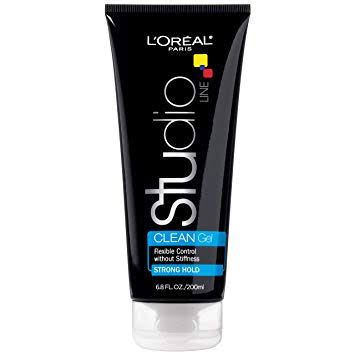 L'ORÉAL
PARIS
Studio
LINE
CLEAN Gel
Flexible Control
without Stiffness
STRONG HOLD
6.8 FL.OZ./200ml